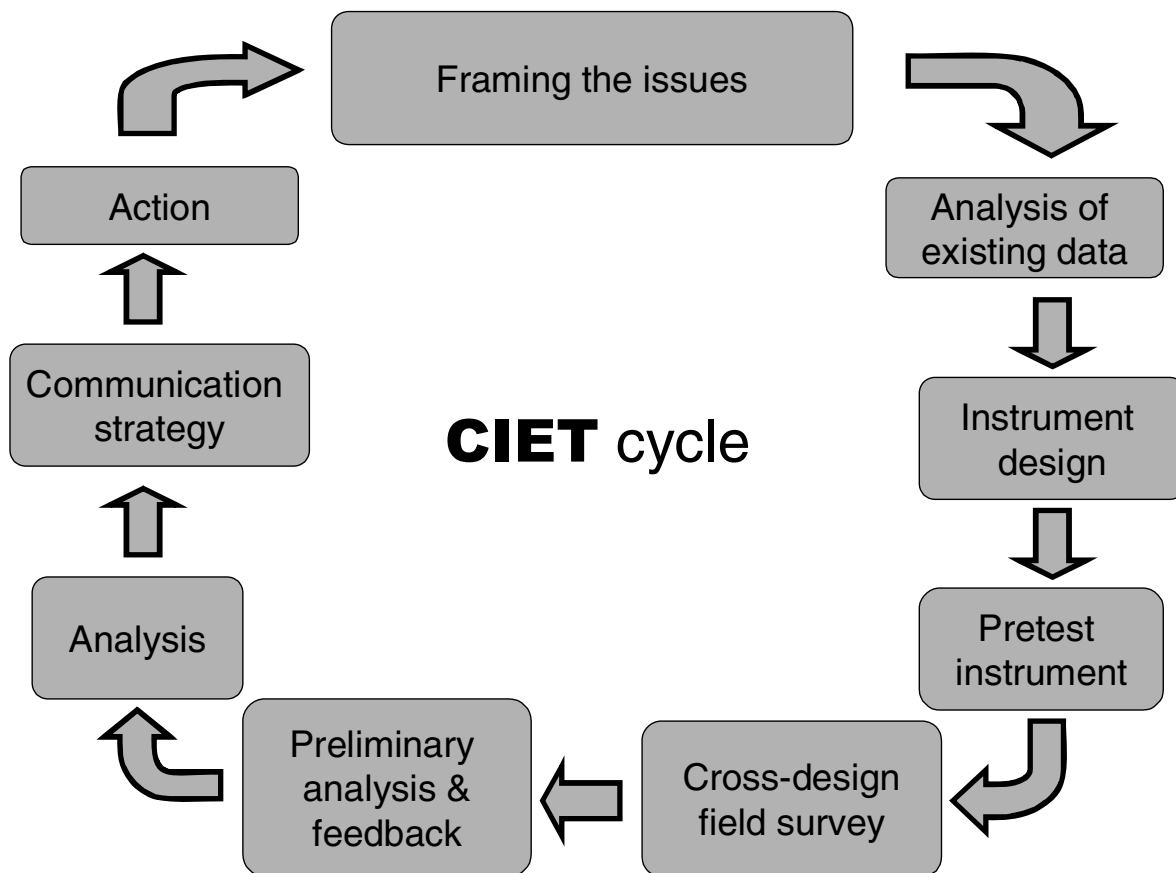 Framing the issues
Analysis of
existing data
Instrument
design
Pretest
instrument
Cross-design
field survey
Preliminary
analysis &
feedback
Analysis
Communication
strategy
Action
CIET cycle